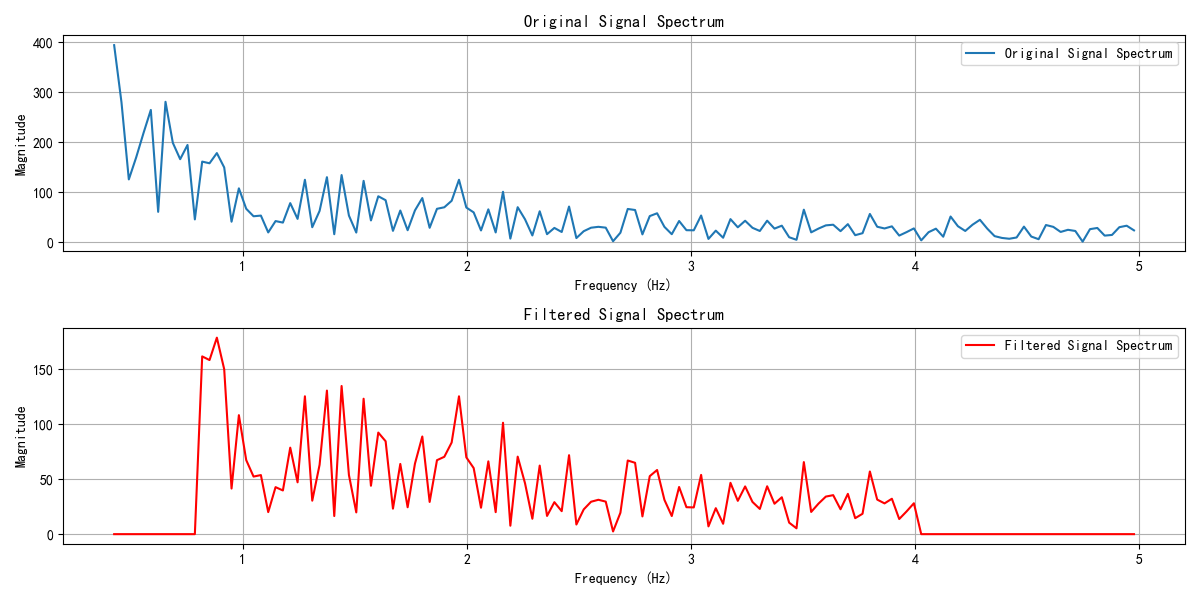 Original Signal Spectrum
400
300
200
100
0
Magnitude
Original Signal Spectrum
1
2
3
4
5
Frequency (Hz)
Filtered Signal Spectrum
150
100
50
0
Magnitude
Filtered Signal Spectrum
1
2
3
4
5
Frequency (Hz)